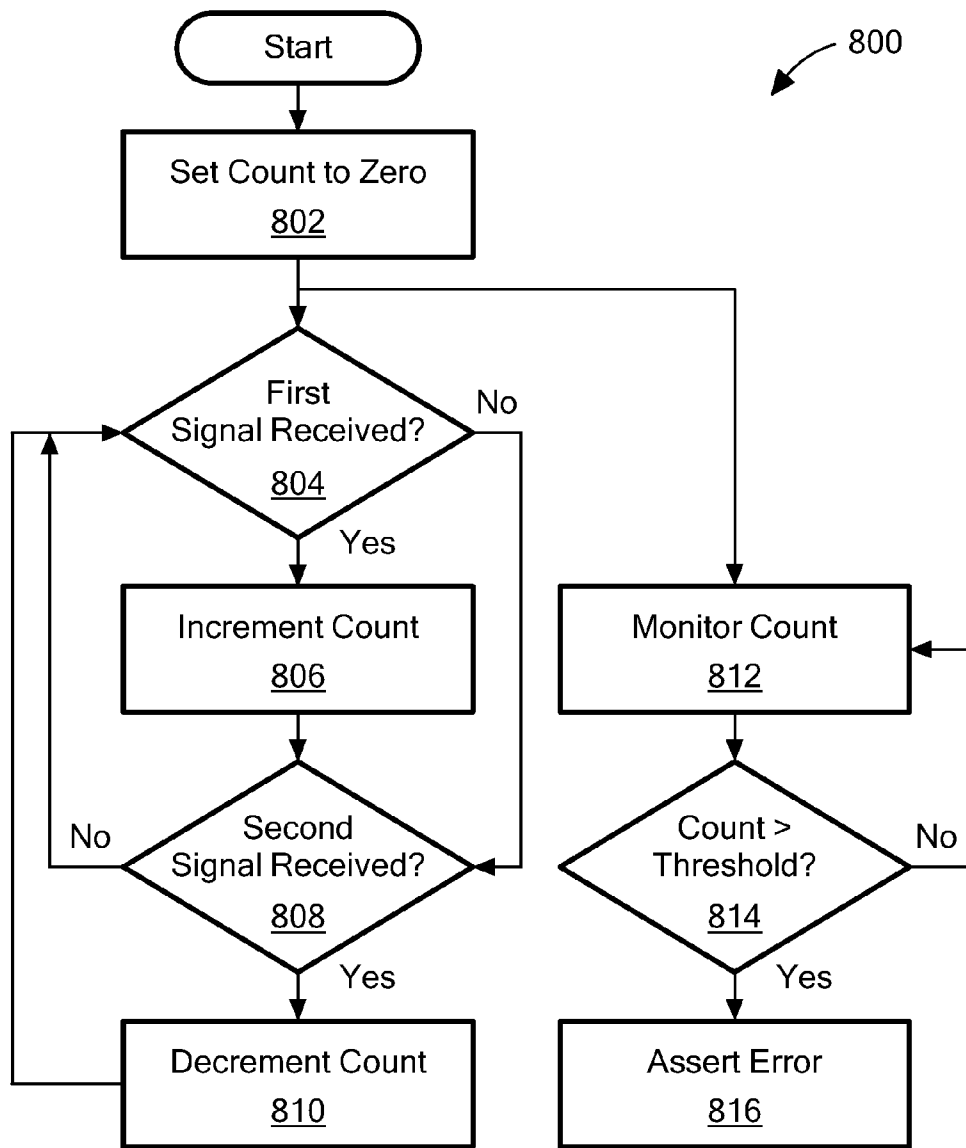 Start
800
Set Count to Zero
802
First
Signal Received?
804
No
Yes
Increment Count
806
Monitor Count
812
Second
Signal Received?
808
No
Yes
Count >
Threshold?
814
No
Yes
Decrement Count
810
Assert Error
816